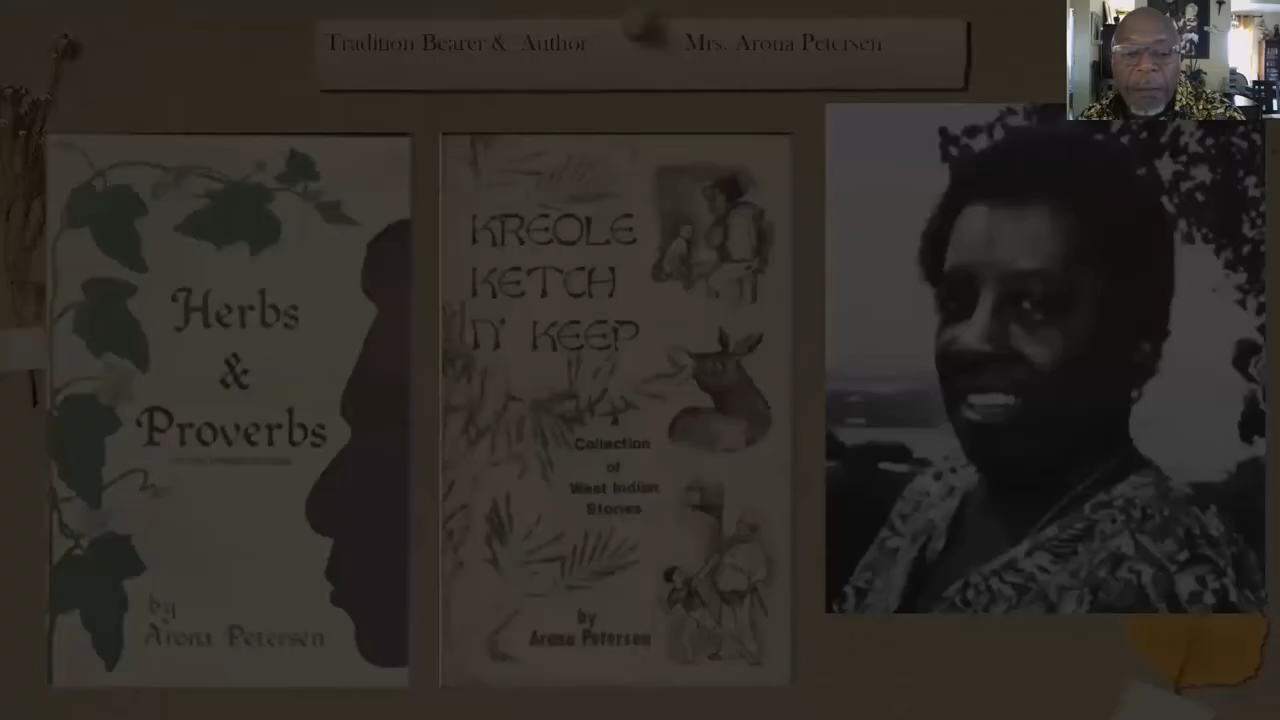 Tradition Bearer & Author Mrs. Arona Petersen
Herbs
&
Proverbs
by
Arona Petersen
KREOLE
KETCH
N' KEEP
A
Collection
of
West Indian
Stories
by
Arona Petersen